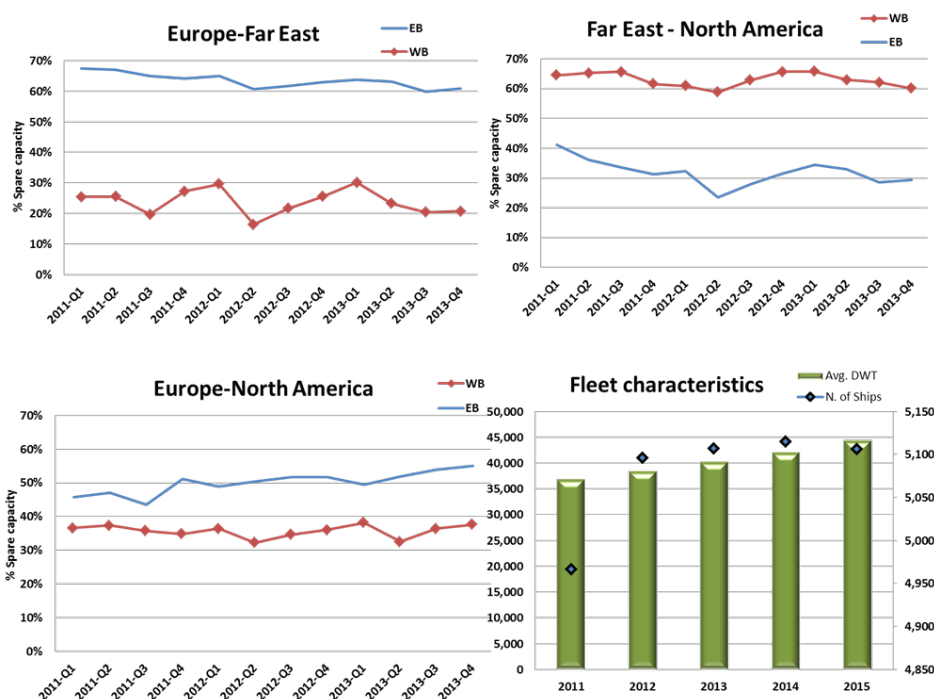 Europe-Far East
EB
WB
% Spare capacity
70%
60%
50%
40%
30%
20%
10%
0%
2011-Q1
2011-Q2
2011-Q3
2011-Q4
2012-Q1
2012-Q2
2012-Q3
2012-Q4
2013-Q1
2013-Q2
2013-Q3
2013-Q4
Far East - North America
WB
EB
% Spare capacity
70%
60%
50%
40%
30%
20%
10%
0%
2011-Q1
2011-Q2
2011-Q3
2011-Q4
2012-Q1
2012-Q2
2012-Q3
2012-Q4
2013-Q1
2013-Q2
2013-Q3
2013-Q4
Europe-North America
WB
EB
% Spare capacity
70%
60%
50%
40%
30%
20%
10%
0%
2011-Q1
2011-Q2
2011-Q3
2011-Q4
2012-Q1
2012-Q2
2012-Q3
2012-Q4
2013-Q1
2013-Q2
2013-Q3
2013-Q4
Fleet characteristics
Avg. DWT
N. of Ships
50,000
45,000
40,000
35,000
30,000
25,000
20,000
15,000
10,000
5,000
0
5,150
5,100
5,050
5,000
4,950
4,900
4,850
2011
2012
2013
2014
2015